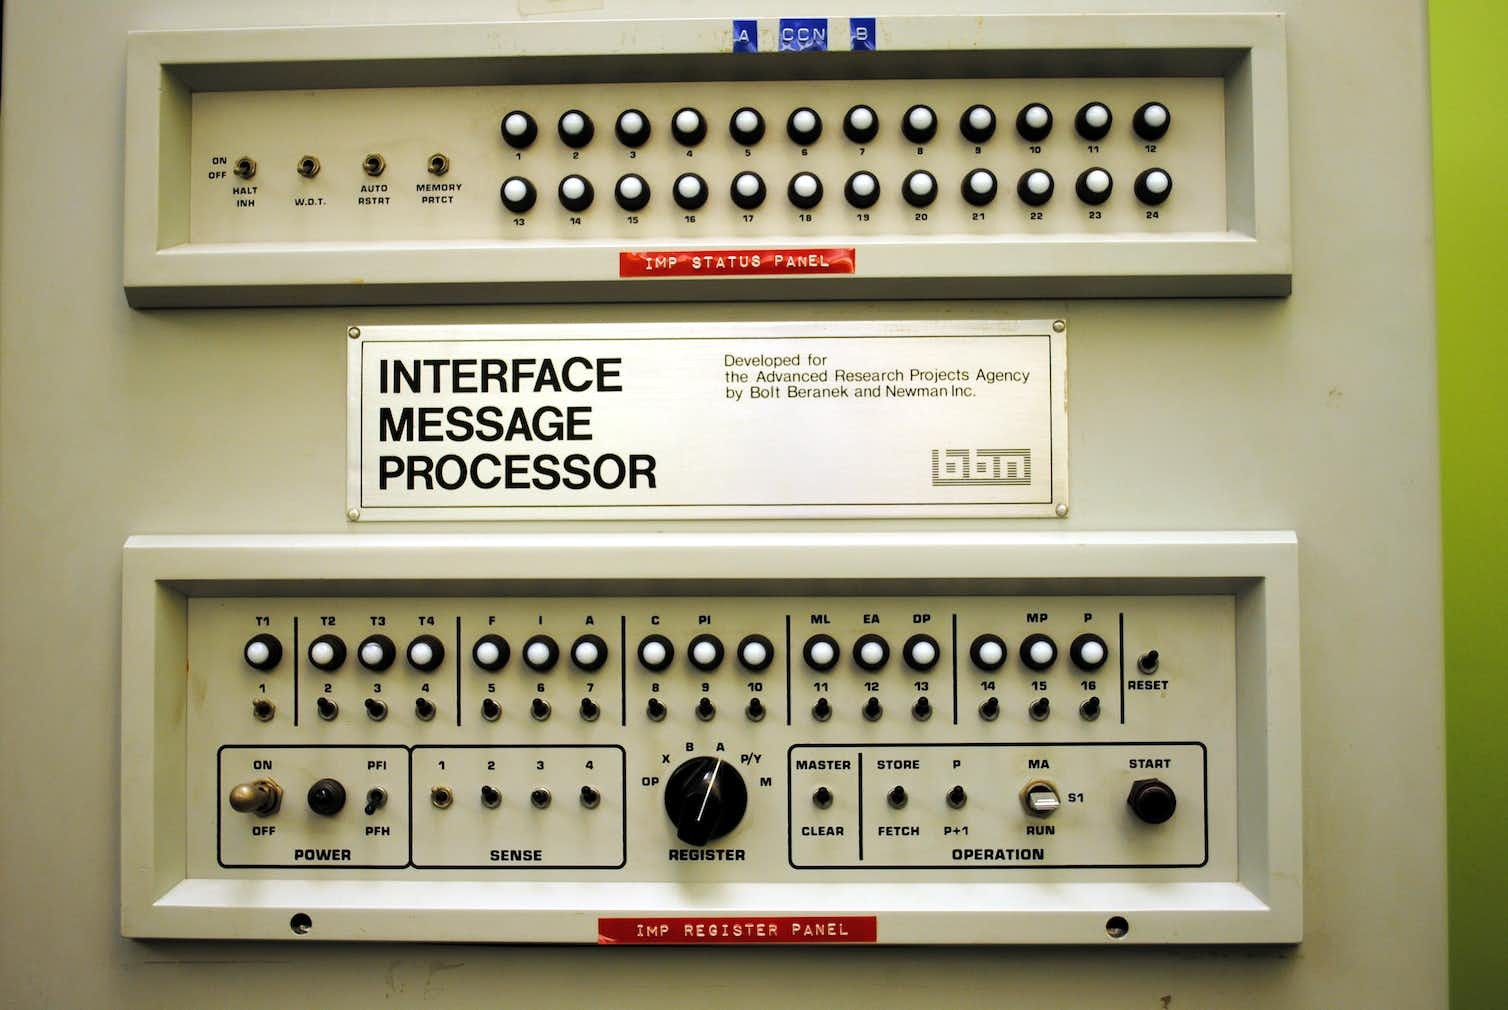 A CCN B
1 2 3 4 5 6 7 8 9 10 11 12
ON
OFF
HALT
INH
W.D.T.
AUTO
RSTRT
MEMORY
PRTCT
13 14 15 16 17 18 19 20 21 22 23 24
IMP STATUS PANEL
INTERFACE
MESSAGE
PROCESSOR
Developed for
the Advanced Research Projects Agency
by Bolt Beranek and Newman Inc.
bbn
T1 T2 T3 T4 F I A C PI ML EA DP MP P
1 2 3 4 5 6 7 8 9 10 11 12 13 14 15 16
RESET
ON
OFF
PFI
PFH
POWER
1 2 3 4
SENSE
OP X B A P/Y M
REGISTER
MASTER
CLEAR
STORE
FETCH
P
P+1
MA
S1
RUN
START
OPERATION
IMP REGISTER PANEL